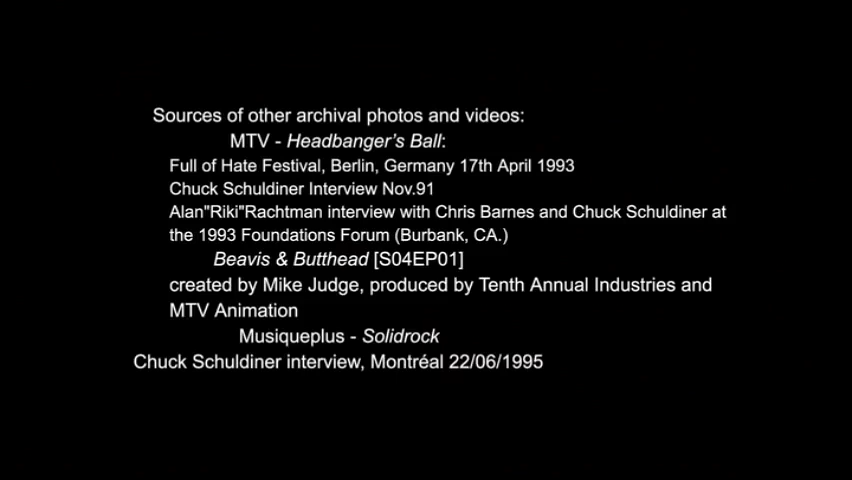 Sources of other archival photos and videos:
MTV - Headbanger's Ball:
Full of Hate Festival, Berlin, Germany 17th April 1993
Chuck Schuldiner Interview Nov.91
Alan"Riki"Rachtman interview with Chris Barnes and Chuck Schuldiner at
the 1993 Foundations Forum (Burbank, CA.)
Beavis & Butthead [S04EP01]
created by Mike Judge, produced by Tenth Annual Industries and
MTV Animation
Musiqueplus - Solidrock
Chuck Schuldiner interview, Montréal 22/06/1995